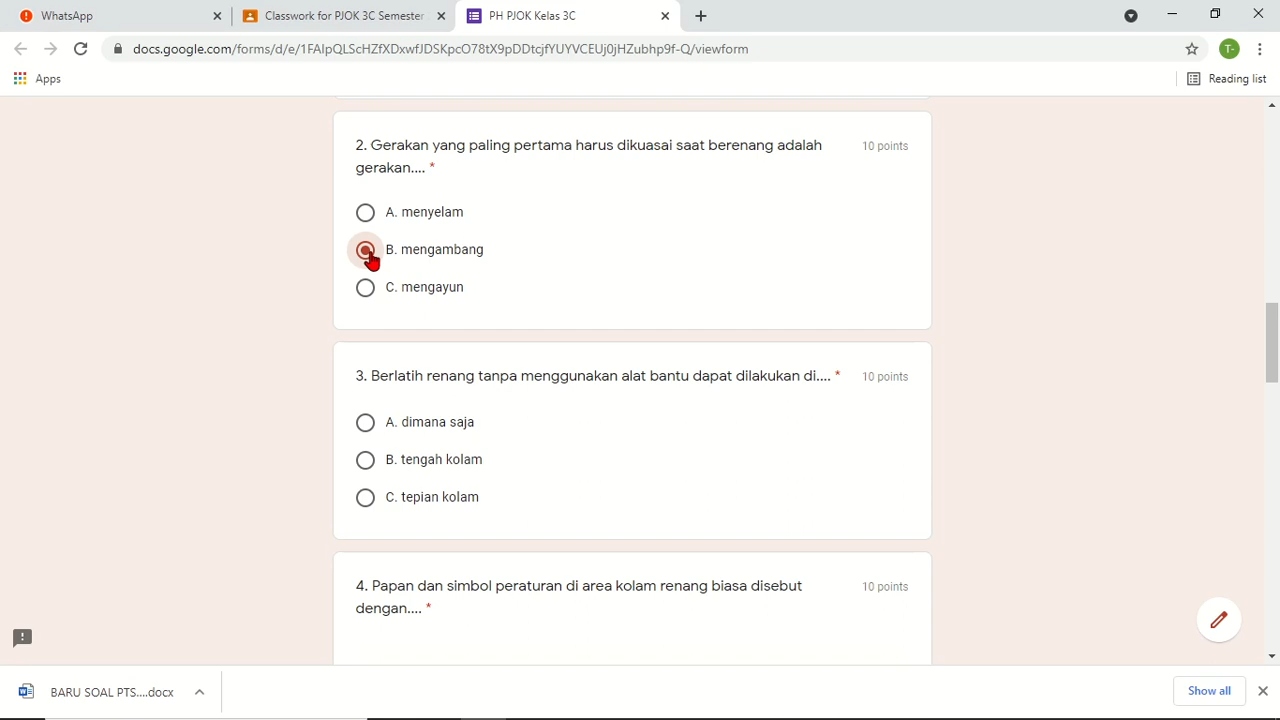 WhatsApp
Classwork for PJOK 3C Semester
PH PJOK Kelas 3C
docs.google.com/forms/d/e/1FAIpQLScHZfXDxwfJDSKpcO78tX9pDDtcjfYUYVCEUj0jHZubhp9f-Q/viewform
T-
Apps
Reading list
2. Gerakan yang paling pertama harus dikuasai saat berenang adalah
gerakan.... *
10 points
A. menyelam
B. mengambang
C. mengayun
3. Berlatih renang tanpa menggunakan alat bantu dapat dilakukan di.... *
10 points
A. dimana saja
B. tengah kolam
C. tepian kolam
4. Papan dan simbol peraturan di area kolam renang biasa disebut
dengan.... *
10 points
BARU SOAL PTS....docx
Show all